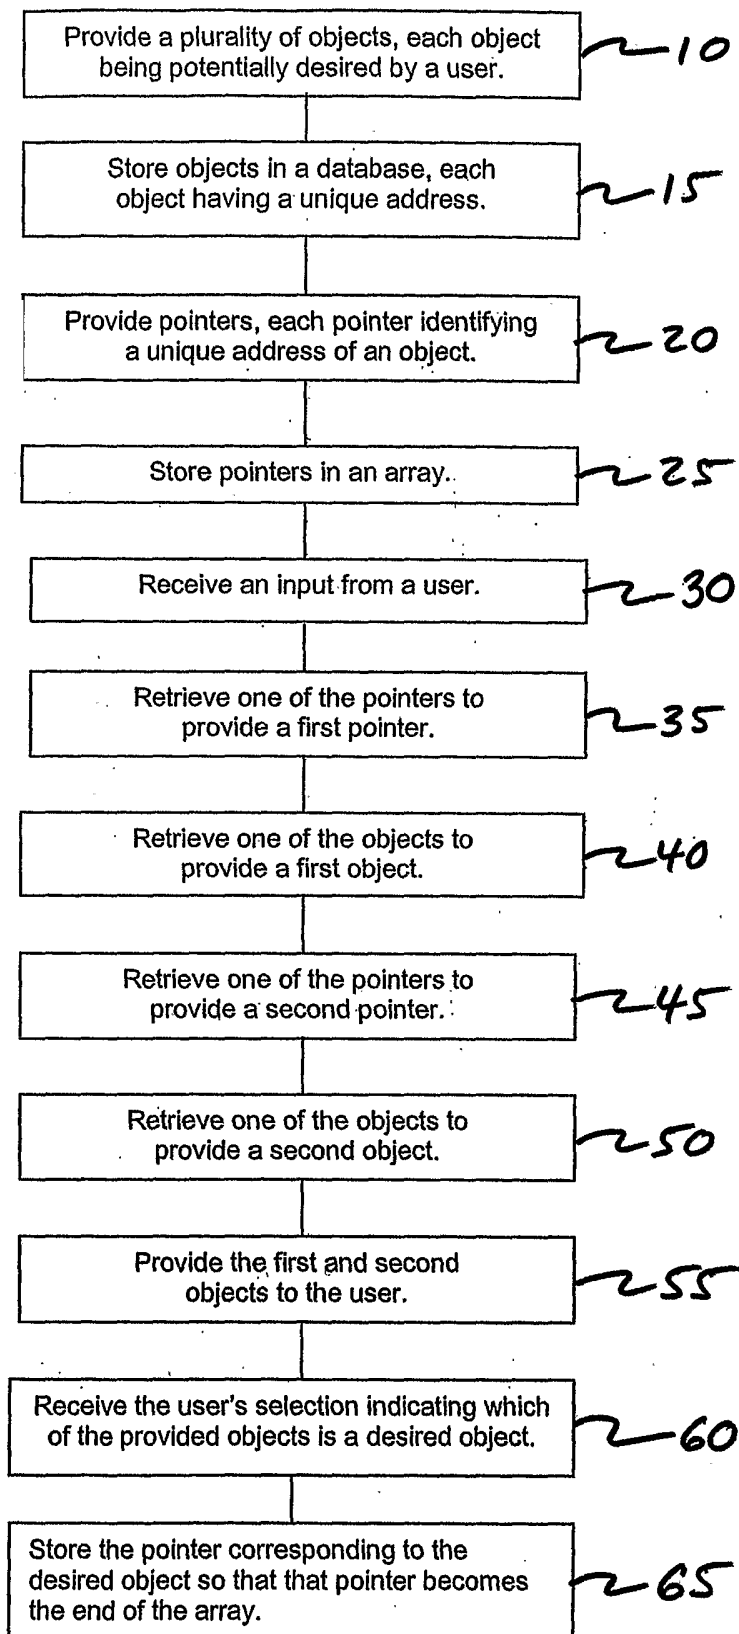 Provide a plurality of objects, each object
being potentially desired by a user.
10
Store objects in a database, each
object having a unique address.
15
Provide pointers, each pointer identifying
a unique address of an object.
20
Store pointers in an array.
25
Receive an input from a user.
30
Retrieve one of the pointers to
provide a first pointer.
35
Retrieve one of the objects to
provide a first object.
40
Retrieve one of the pointers to
provide a second pointer.
45
Retrieve one of the objects to
provide a second object.
50
Provide the first and second
objects to the user.
55
Receive the user's selection indicating which
of the provided objects is a desired object.
60
Store the pointer corresponding to the
desired object so that that pointer becomes
the end of the array.
65